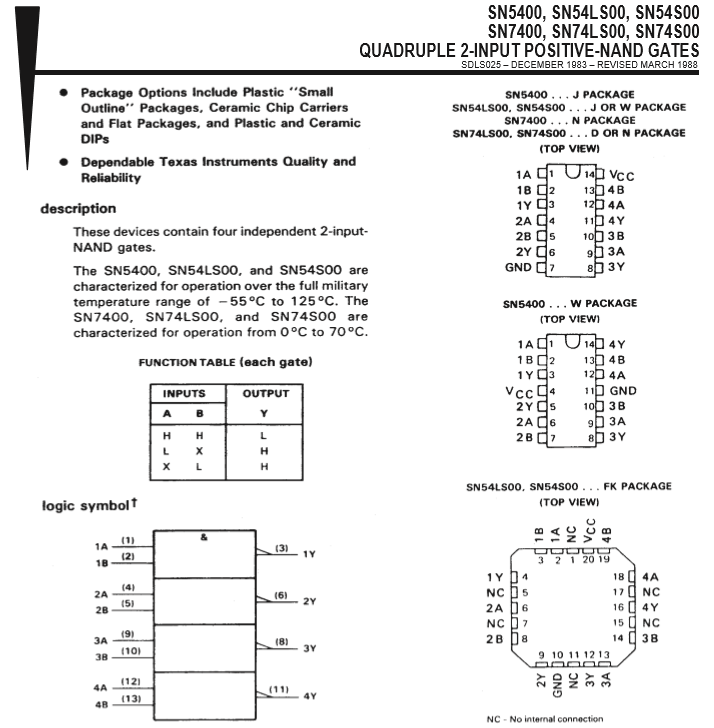 SN5400, SN54LS00, SN54S00
SN7400, SN74LS00, SN74S00
QUADRUPLE 2-INPUT POSITIVE-NAND GATES
SDLS025 – DECEMBER 1983 – REVISED MARCH 1988
● Package Options Include Plastic "Small
Outline" Packages, Ceramic Chip Carriers
and Flat Packages, and Plastic and Ceramic
DIPs
● Dependable Texas Instruments Quality and
Reliability
description
These devices contain four independent 2-input-
NAND gates.
The SN5400, SN54LS00, and SN54S00 are
characterized for operation over the full military
temperature range of −55°C to 125°C. The
SN7400, SN74LS00, and SN74S00 are
characterized for operation from 0°C to 70°C.
FUNCTION TABLE (each gate)
INPUTS OUTPUT
A B Y
H H L
L X H
X L H
logic symbol†
&
1A (1)
1B (2)
(3) 1Y
2A (4)
2B (5)
(6) 2Y
3A (9)
3B (10)
(8) 3Y
4A (12)
4B (13)
(11) 4Y
SN5400 . . . J PACKAGE
SN54LS00, SN54S00 . . . J OR W PACKAGE
SN7400 . . . N PACKAGE
SN74LS00, SN74S00 . . . D OR N PACKAGE
(TOP VIEW)
1A 1 14 VCC
1B 2 13 4B
1Y 3 12 4A
2A 4 11 4Y
2B 5 10 3B
2Y 6 9 3A
GND 7 8 3Y
SN5400 . . . W PACKAGE
(TOP VIEW)
1A 1 14 4Y
1B 2 13 4B
1Y 3 12 4A
VCC 4 11 GND
2Y 5 10 3B
2A 6 9 3A
2B 7 8 3Y
SN54LS00, SN54S00 . . . FK PACKAGE
(TOP VIEW)
1B 1A NC VCC 4B
3 2 1 20 19
1Y 4 18 4A
NC 5 17 NC
2A 6 16 4Y
NC 7 15 NC
2B 8 14 3B
9 10 11 12 13
2Y GND NC 3Y 3A
NC - No internal connection